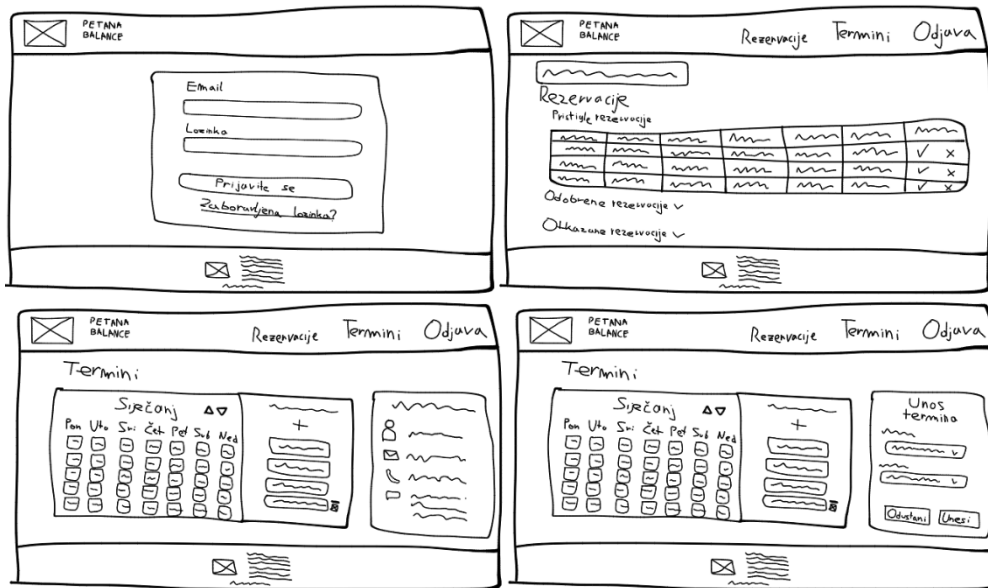 PETANA
BALANCE
Email
Lozinka
Prijavite se
Zaboravljena lozinka?
PETANA
BALANCE
Rezervacije Termini Odjava
Rezervacije
Pristigle rezervacije
Odobrene rezervacije
Otkazane rezervacije
PETANA
BALANCE
Rezervacije Termini Odjava
Termini
Siječanj
Pon Uto Sri Čet Pet Sub Ned
PETANA
BALANCE
Rezervacije Termini Odjava
Termini
Siječanj
Pon Uto Sri Čet Pet Sub Ned
Unos
termina
Odustani Unesi